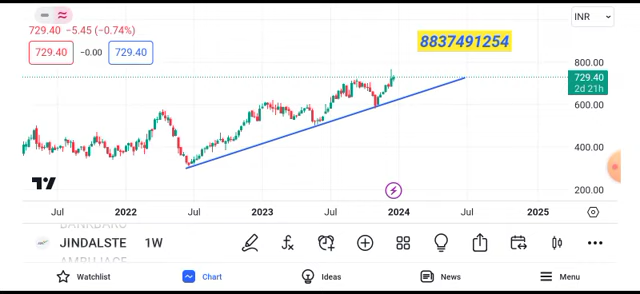 729.40 −5.45 (−0.74%)
INR
8837491254
729.40 −0.00 729.40
800.00
729.40
2d 21h
600.00
400.00
200.00
Jul 2022 Jul 2023 Jul 2024 Jul 2025
BANKBARO
JINDALSTE 1W
AMBUJACE
Watchlist Chart Ideas News Menu